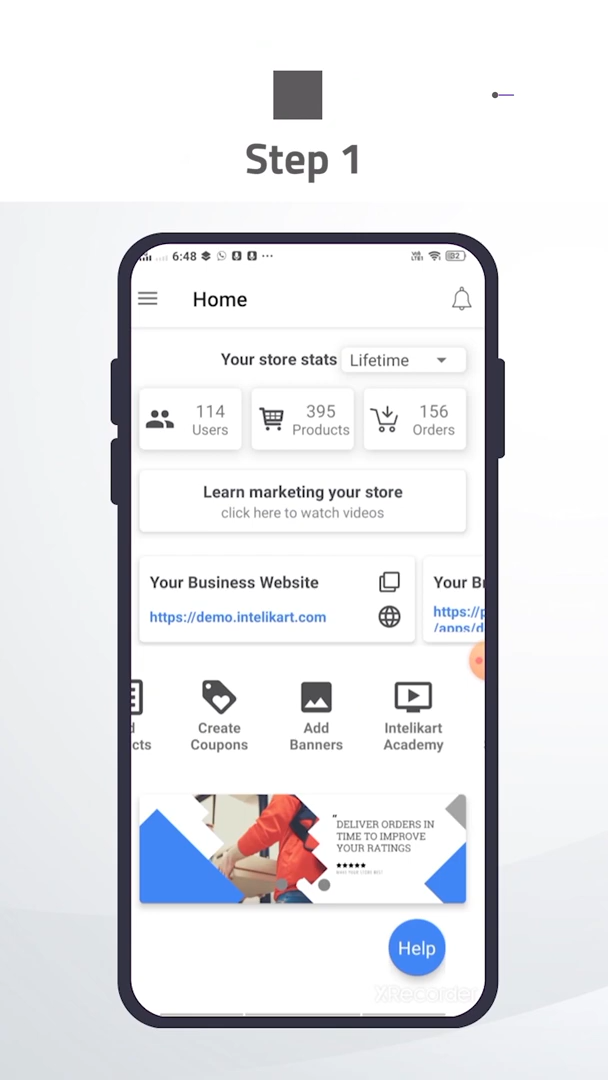 Step 1
6:48
Home
Your store stats
Lifetime
114
Users
395
Products
156
Orders
Learn marketing your store
click here to watch videos
Your Business Website
https://demo.intelikart.com
Your B
https://p
/apps/d
cts
Create
Coupons
Add
Banners
Intelikart
Academy
"DELIVER ORDERS IN
TIME TO IMPROVE
YOUR RATINGS
Help
XRecorder